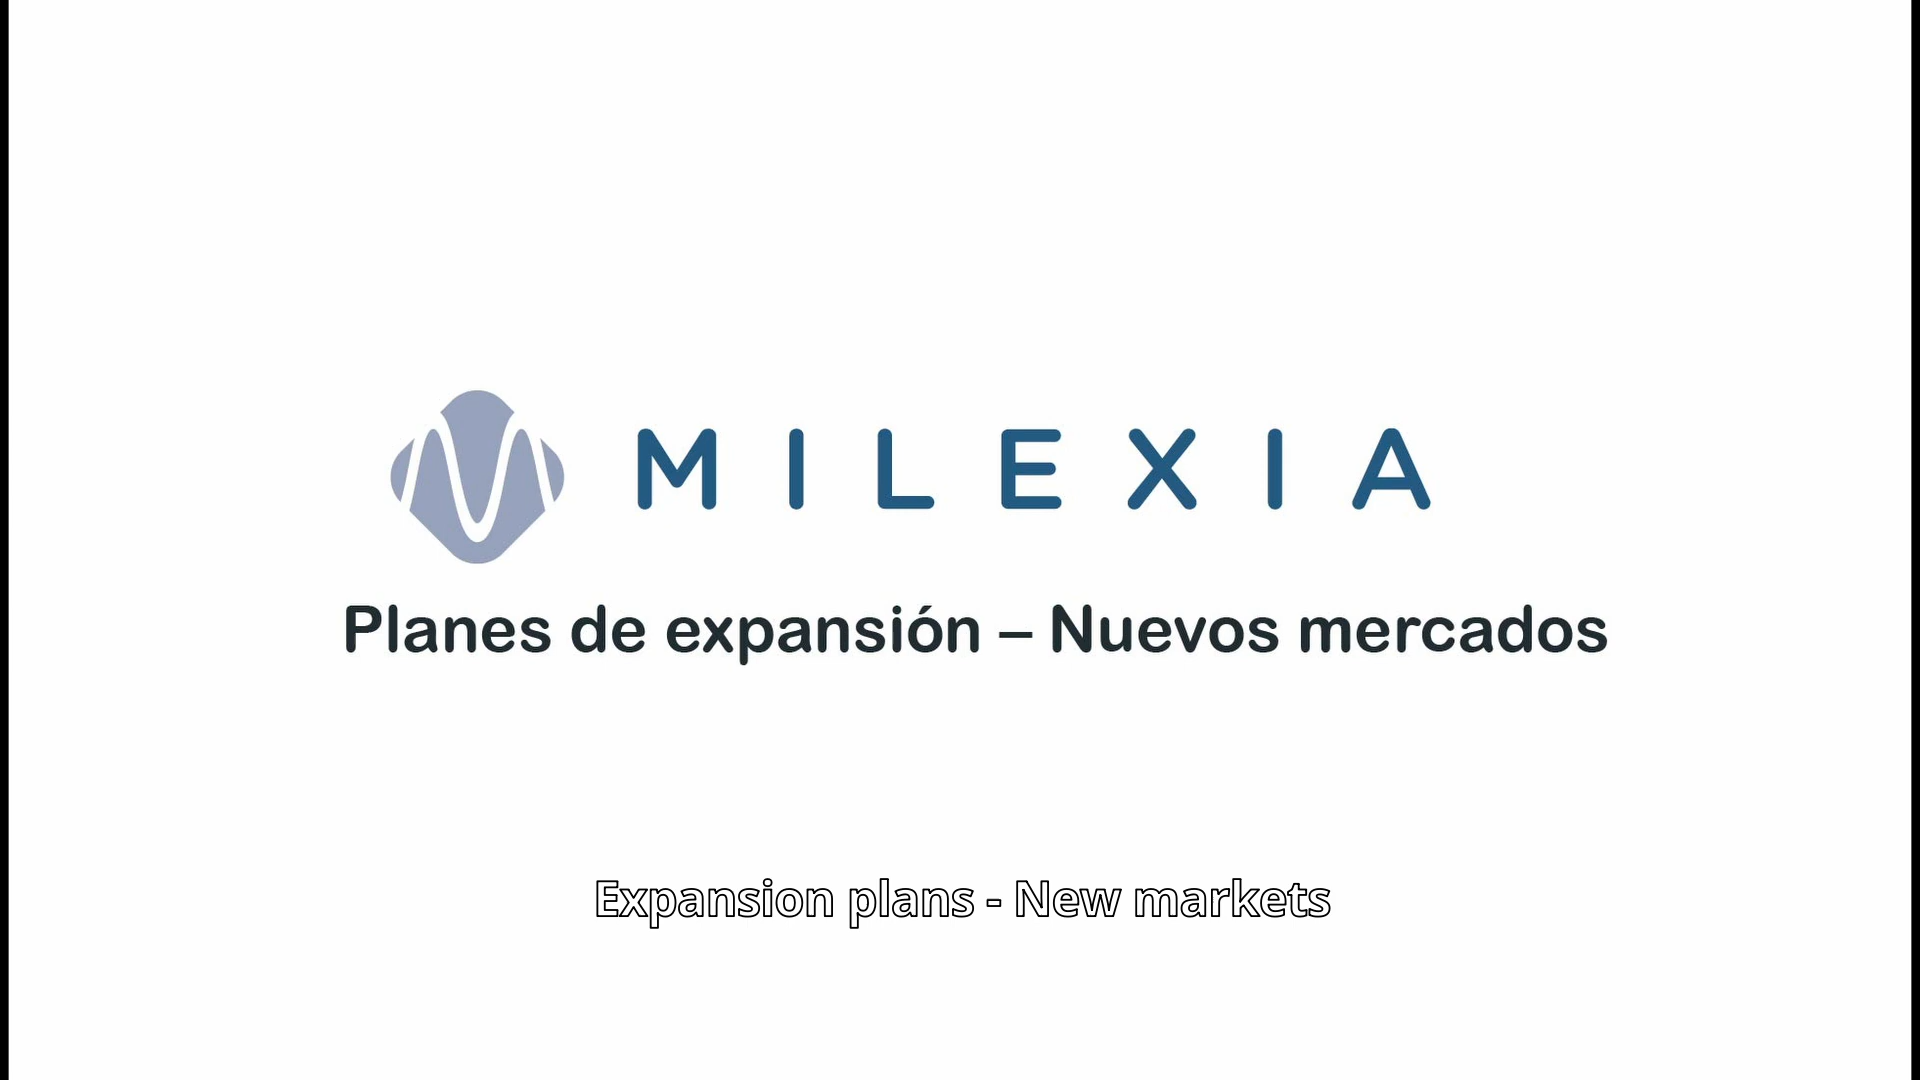 MILEXIA
Planes de expansión – Nuevos mercados
Expansion plans - New markets